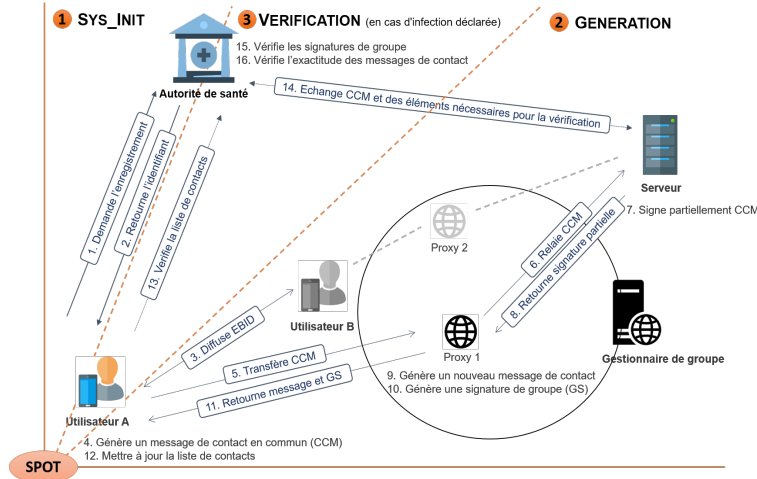 1 SYS_INIT
3 VERIFICATION (en cas d'infection déclarée)
2 GENERATION
15. Vérifie les signatures de groupe
16. Vérifie l'exactitude des messages de contact
Autorité de santé
14. Echange CCM et des éléments nécessaires pour la vérification
1. Demande l'enregistrement
2. Retourne l'identifiant
13. Vérifie la liste de contacts
Serveur
7. Signe partiellement CCM
Proxy 2
6. Relaie CCM
8. Retourne signature partielle
Utilisateur B
3. Diffuse EBID
Proxy 1
Gestionnaire de groupe
5. Transfère CCM
9. Génère un nouveau message de contact
10. Génère une signature de groupe (GS)
11. Retourne message et GS
Utilisateur A
4. Génère un message de contact en commun (CCM)
12. Mettre à jour la liste de contacts
SPOT